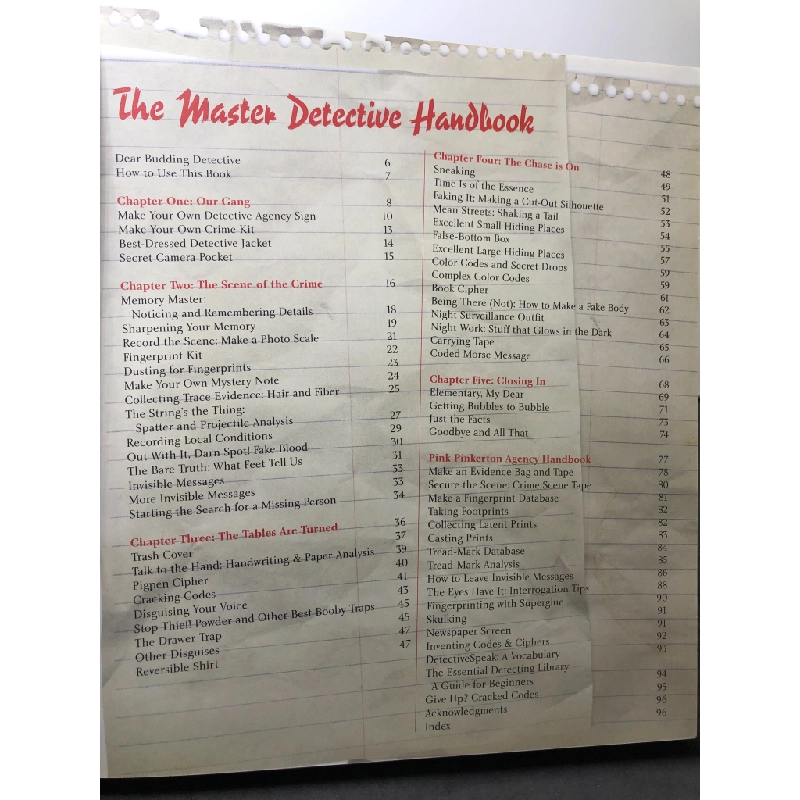 The Master Detective Handbook
Dear Budding Detective 6
How to Use This Book 7
Chapter One: Our Gang 8
Make Your Own Detective Agency Sign 10
Make Your Own Crime Kit 13
Best-Dressed Detective Jacket 14
Secret Camera Pocket 15
Chapter Two: The Scene of the Crime 16
Memory Master:
Noticing and Remembering Details 18
Sharpening Your Memory 19
Record the Scene: Make a Photo Scale 21
Fingerprint Kit 22
Dusting for Fingerprints 23
Make Your Own Mystery Note 24
Collecting Trace Evidence: Hair and Fiber 25
The String's the Thing:
Spatter and Projectile Analysis 27
Recording Local Conditions 29
Out With It, Darn Spot! Fake Blood 30
The Bare Truth: What Feet Tell Us 31
Invisible Messages 33
More Invisible Messages 33
Starting the Search for a Missing Person 34
Chapter Three: The Tables Are Turned 36
Trash Cover 37
Talk to the Hand: Handwriting & Paper Analysis 39
Pigpen Cipher 40
Cracking Codes 41
Disguising Your Voice 43
Stop Thief! Powder and Other Best Booby Traps 45
The Drawer Trap 45
Other Disguises 47
Reversible Shirt 47
Chapter Four: The Chase is On 48
Sneaking 49
Time Is of the Essence 51
Faking It: Making a Cut-Out Silhouette 52
Mean Streets: Shaking a Tail 53
Excellent Small Hiding Places 54
False-Bottom Box 55
Excellent Large Hiding Places 57
Color Codes and Secret Drops 59
Complex Color Codes 59
Book Cipher 61
Being There (Not): How to Make a Fake Body 62
Night Surveillance Outfit 63
Night Work: Stuff that Glows in the Dark 64
Carrying Tape 65
Coded Morse Message 66
Chapter Five: Closing In 68
Elementary, My Dear 69
Getting Bubbles to Bubble 71
Just the Facts 73
Goodbye and All That 74
Pink Pinkerton Agency Handbook 77
Make an Evidence Bag and Tape 78
Secure the Scene: Crime Scene Tape 80
Make a Fingerprint Database 81
Taking Footprints 82
Collecting Latent Prints 82
Casting Prints 83
Tread-Mark Database 84
Tread-Mark Analysis 85
How to Leave Invisible Messages 86
The Eyes Have It: Interrogation Tips 88
Fingerprinting with Superglue 90
Skulking 91
Newspaper Screen 91
Inventing Codes & Ciphers 92
DetectiveSpeak: A Vocabulary 93
The Essential Detecting Library
A Guide for Beginners 94
Give Up? Cracked Codes 95
Acknowledgments 96
Index 96